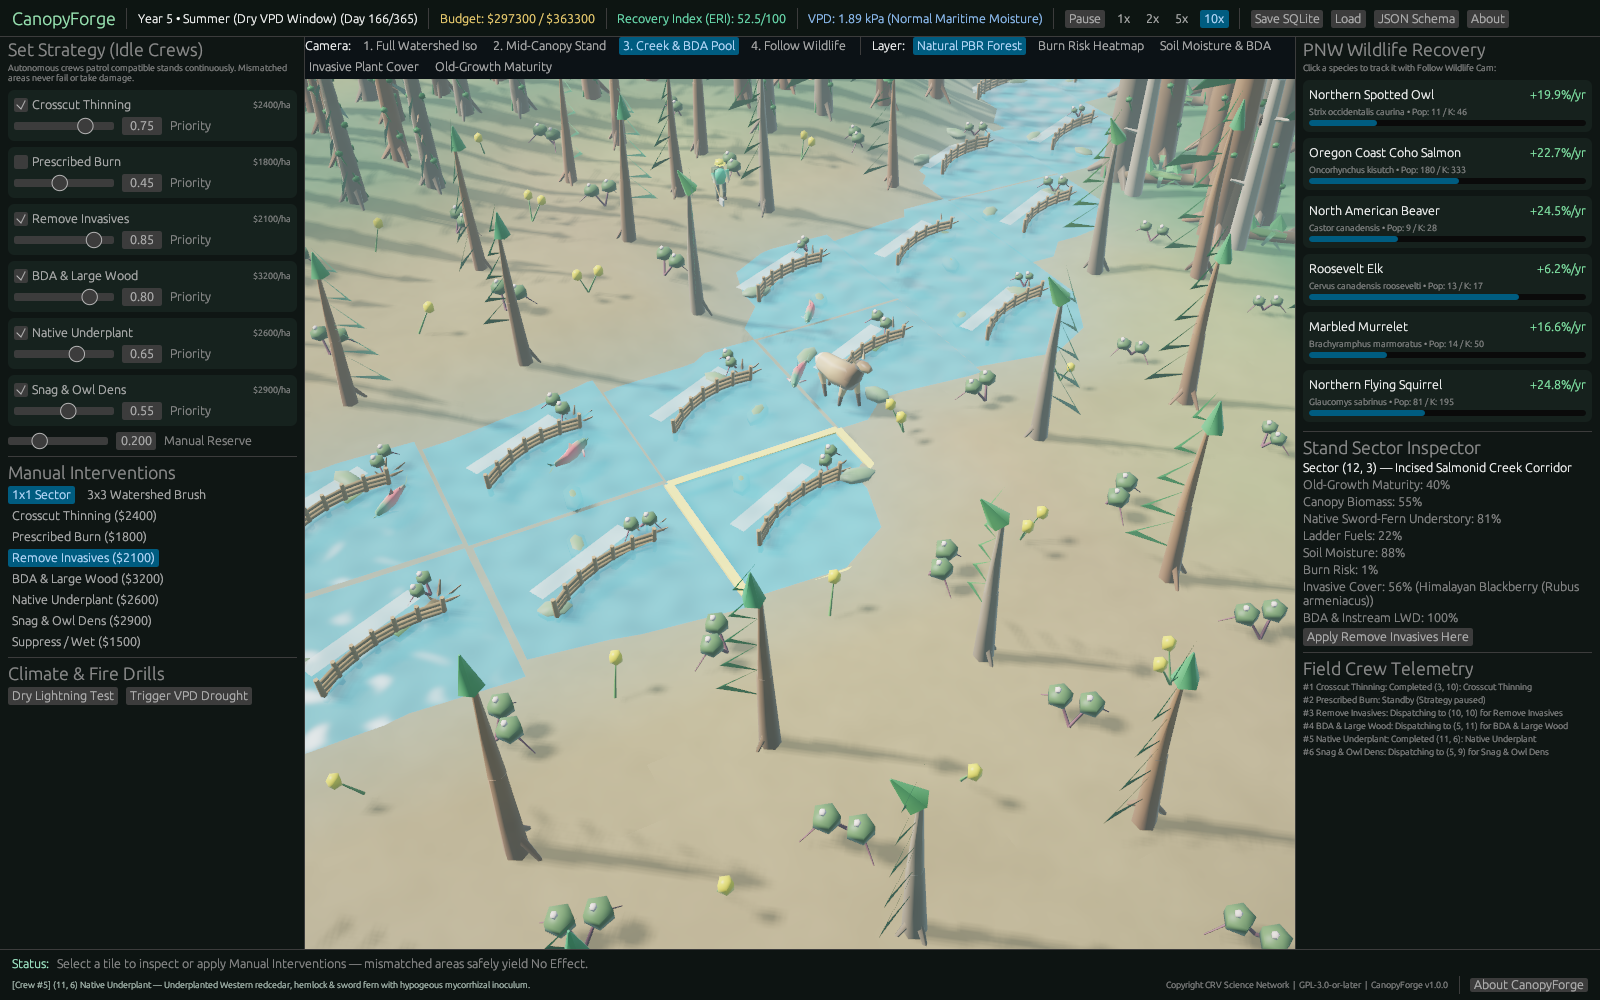 CanopyForge
Year 5 • Summer (Dry VPD Window) (Day 166/365)
Budget: $297300 / $363300
Recovery Index (ERI): 52.5/100
VPD: 1.89 kPa (Normal Maritime Moisture)
Pause 1x 2x 5x 10x
Save SQLite Load JSON Schema About
Set Strategy (Idle Crews)
Autonomous crews patrol compatible stands continuously. Mismatched
areas never fail or take damage.
Crosscut Thinning $2400/ha
0.75 Priority
Prescribed Burn $1800/ha
0.45 Priority
Remove Invasives $2100/ha
0.85 Priority
BDA & Large Wood $3200/ha
0.80 Priority
Native Underplant $2600/ha
0.65 Priority
Snag & Owl Dens $2900/ha
0.55 Priority
0.200 Manual Reserve
Manual Interventions
1x1 Sector 3x3 Watershed Brush
Crosscut Thinning ($2400)
Prescribed Burn ($1800)
Remove Invasives ($2100)
BDA & Large Wood ($3200)
Native Underplant ($2600)
Snag & Owl Dens ($2900)
Suppress / Wet ($1500)
Climate & Fire Drills
Dry Lightning Test Trigger VPD Drought
Camera: 1. Full Watershed Iso 2. Mid-Canopy Stand 3. Creek & BDA Pool 4. Follow Wildlife Layer: Natural PBR Forest Burn Risk Heatmap Soil Moisture & BDA
Invasive Plant Cover Old-Growth Maturity
PNW Wildlife Recovery
Click a species to track it with Follow Wildlife Cam:
Northern Spotted Owl +19.9%/yr
Strix occidentalis caurina • Pop: 11 / K: 46
Oregon Coast Coho Salmon +22.7%/yr
Oncorhynchus kisutch • Pop: 180 / K: 333
North American Beaver +24.5%/yr
Castor canadensis • Pop: 9 / K: 28
Roosevelt Elk +6.2%/yr
Cervus canadensis roosevelti • Pop: 13 / K: 17
Marbled Murrelet +16.6%/yr
Brachyramphus marmoratus • Pop: 14 / K: 50
Northern Flying Squirrel +24.8%/yr
Glaucomys sabrinus • Pop: 81 / K: 195
Stand Sector Inspector
Sector (12, 3) — Incised Salmonid Creek Corridor
Old-Growth Maturity: 40%
Canopy Biomass: 55%
Native Sword-Fern Understory: 81%
Ladder Fuels: 22%
Soil Moisture: 88%
Burn Risk: 1%
Invasive Cover: 56% (Himalayan Blackberry (Rubus
armeniacus))
BDA & Instream LWD: 100%
Apply Remove Invasives Here
Field Crew Telemetry
#1 Crosscut Thinning: Completed (3, 10): Crosscut Thinning
#2 Prescribed Burn: Standby (Strategy paused)
#3 Remove Invasives: Dispatching to (10, 10) for Remove Invasives
#4 BDA & Large Wood: Dispatching to (5, 11) for BDA & Large Wood
#5 Native Underplant: Completed (11, 6): Native Underplant
#6 Snag & Owl Dens: Dispatching to (5, 9) for Snag & Owl Dens
Status: Select a tile to inspect or apply Manual Interventions — mismatched areas safely yield No Effect.
[Crew #5] (11, 6) Native Underplant — Underplanted Western redcedar, hemlock & sword fern with hypogeous mycorrhizal inoculum.
Copyright CRV Science Network | GPL-3.0-or-later | CanopyForge v1.0.0
About CanopyForge